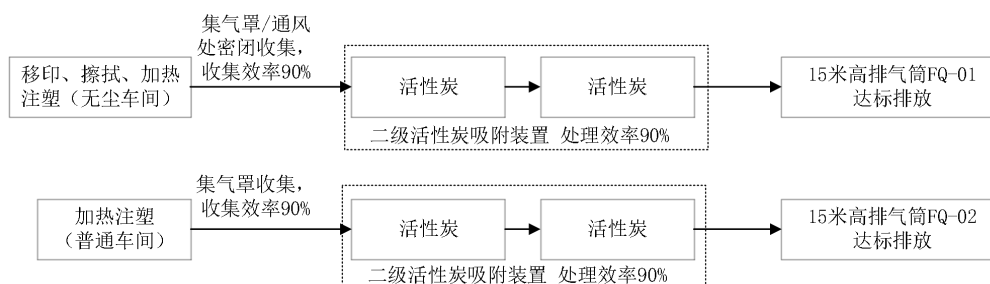 集气罩/通风
处密闭收集，
收集效率90%
移印、擦拭、加热
注塑（无尘车间）
活性炭
活性炭
二级活性炭吸附装置 处理效率90%
15米高排气筒FQ-01
达标排放
集气罩收集，
收集效率90%
加热注塑
（普通车间）
活性炭
活性炭
二级活性炭吸附装置 处理效率90%
15米高排气筒FQ-02
达标排放